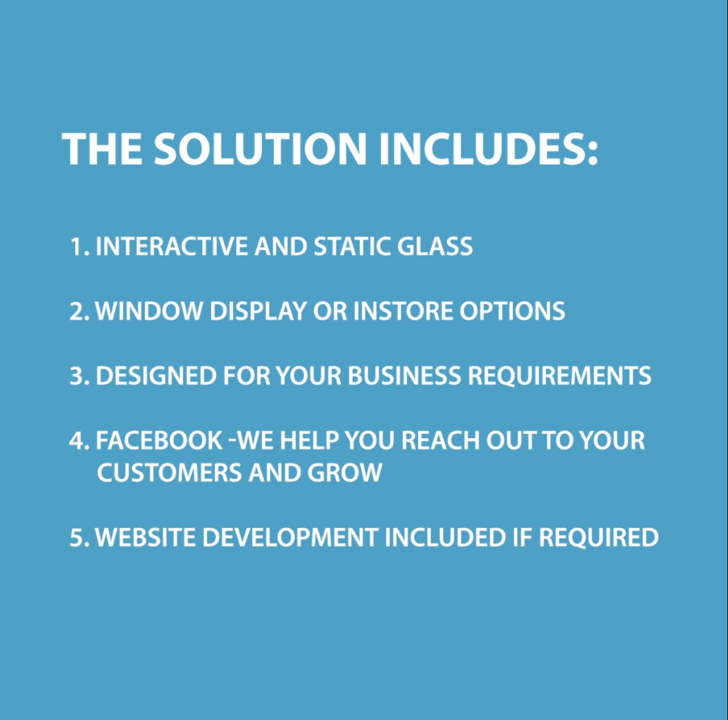 THE SOLUTION INCLUDES:
1. INTERACTIVE AND STATIC GLASS
2. WINDOW DISPLAY OR INSTORE OPTIONS
3. DESIGNED FOR YOUR BUSINESS REQUIREMENTS
4. FACEBOOK -WE HELP YOU REACH OUT TO YOUR
CUSTOMERS AND GROW
5. WEBSITE DEVELOPMENT INCLUDED IF REQUIRED